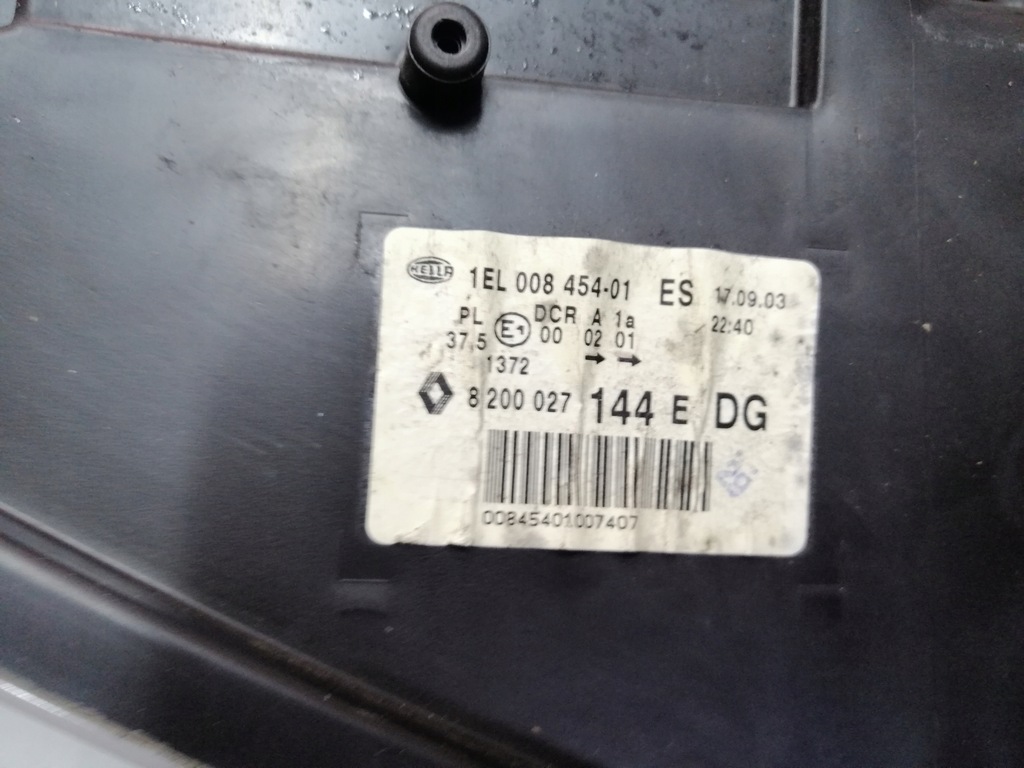 HELLA 1EL 008 454-01 ES 17.09.03
22:40
PL E1 DCR A 1a
37,5 00 02 01
1372 → →
8 200 027 144 E DG
00845401007407